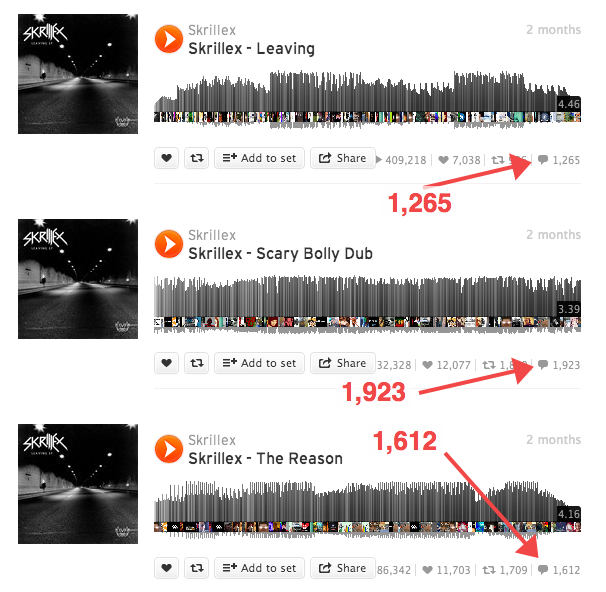 SKRILLEX
LEAVING EP
Skrillex
2 months
Skrillex - Leaving
4.46
Add to set
Share
409,218
7,038
1,265
1,265
SKRILLEX
LEAVING EP
Skrillex
2 months
Skrillex - Scary Bolly Dub
3.39
Add to set
Share
32,328
12,077
1,923
1,923
SKRILLEX
LEAVING EP
1,612
Skrillex
2 months
Skrillex - The Reason
4.16
Add to set
Share
86,342
11,703
1,709
1,612